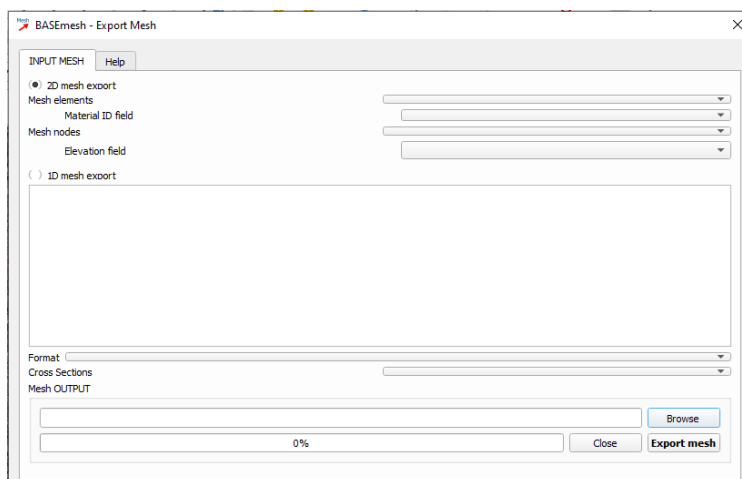 Mesh
BASEmesh - Export Mesh
INPUT MESH Help
2D mesh export
Mesh elements
Material ID field
Mesh nodes
Elevation field
1D mesh export
Format
Cross Sections
Mesh OUTPUT
Browse
0% Close Export mesh